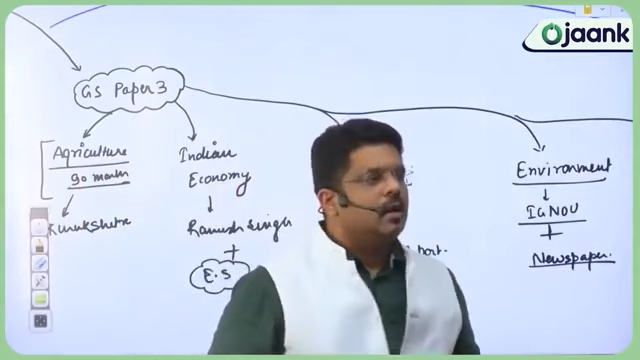 Ojaank
GS Paper 3
Agriculture
90 marks
Kurukshetra
Indian
Economy
Ramesh Singh
+
E.S
Environment
IGNOU
+
Newspaper.